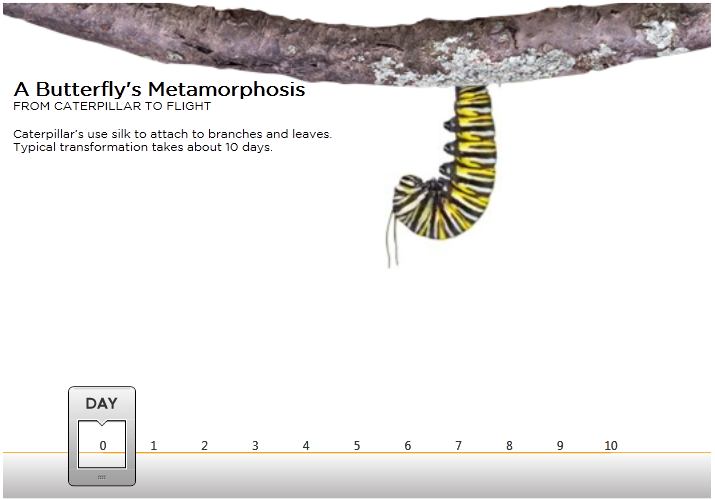 A Butterfly's Metamorphosis
FROM CATERPILLAR TO FLIGHT
Caterpillar's use silk to attach to branches and leaves.
Typical transformation takes about 10 days.
DAY
0 1 2 3 4 5 6 7 8 9 10